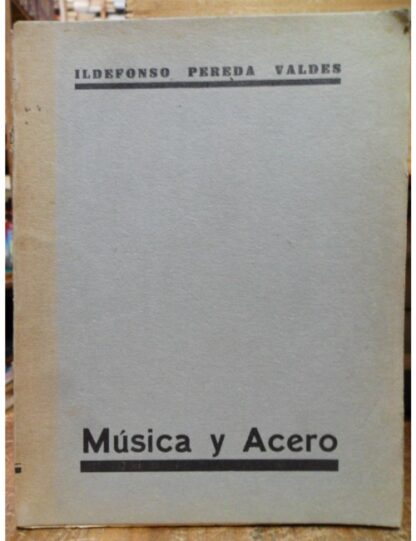 ILDEFONSO PEREDA VALDES
Música y Acero